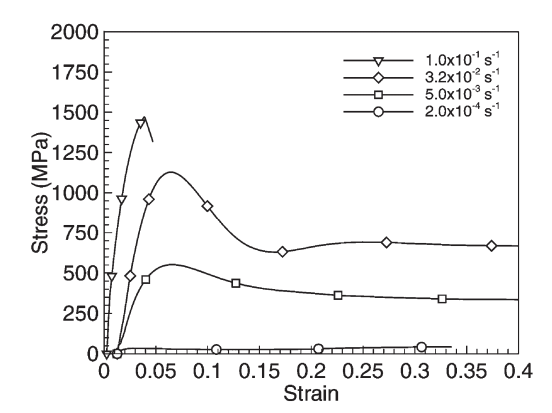 2000
1750
1500
1250
1000
750
500
250
0
Stress (MPa)
1.0x10⁻¹ s⁻¹
3.2x10⁻² s⁻¹
5.0x10⁻³ s⁻¹
2.0x10⁻⁴ s⁻¹
0 0.05 0.1 0.15 0.2 0.25 0.3 0.35 0.4
Strain